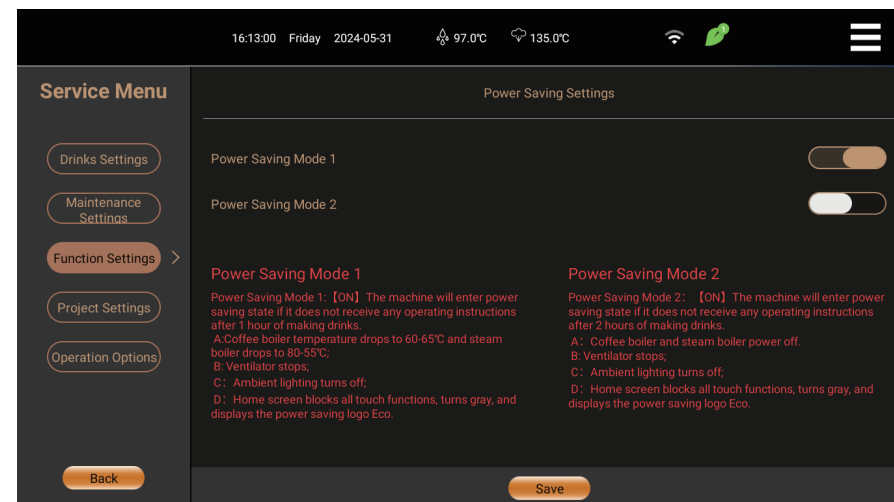 16:13:00 Friday 2024-05-31 97.0℃ 135.0℃ 1
Service Menu
Power Saving Settings
Drinks Settings
Maintenance
Settings
Function Settings >
Project Settings
Operation Options
Back
Power Saving Mode 1
Power Saving Mode 2
Power Saving Mode 1
Power Saving Mode 1:【ON】The machine will enter power
saving state if it does not receive any operating instructions
after 1 hour of making drinks.
A:Coffee boiler temperature drops to 60-65℃ and steam
boiler drops to 80-55℃;
B: Ventilator stops;
C： Ambient lighting turns off;
D： Home screen blocks all touch functions, turns gray, and
displays the power saving logo Eco.
Power Saving Mode 2
Power Saving Mode 2： 【ON】The machine will enter power
saving state if it does not receive any operating instructions
after 2 hours of making drinks.
A： Coffee boiler and steam boiler power off.
B: Ventilator stops;
C： Ambient lighting turns off;
D： Home screen blocks all touch functions, turns gray, and
displays the power saving logo Eco.
Save